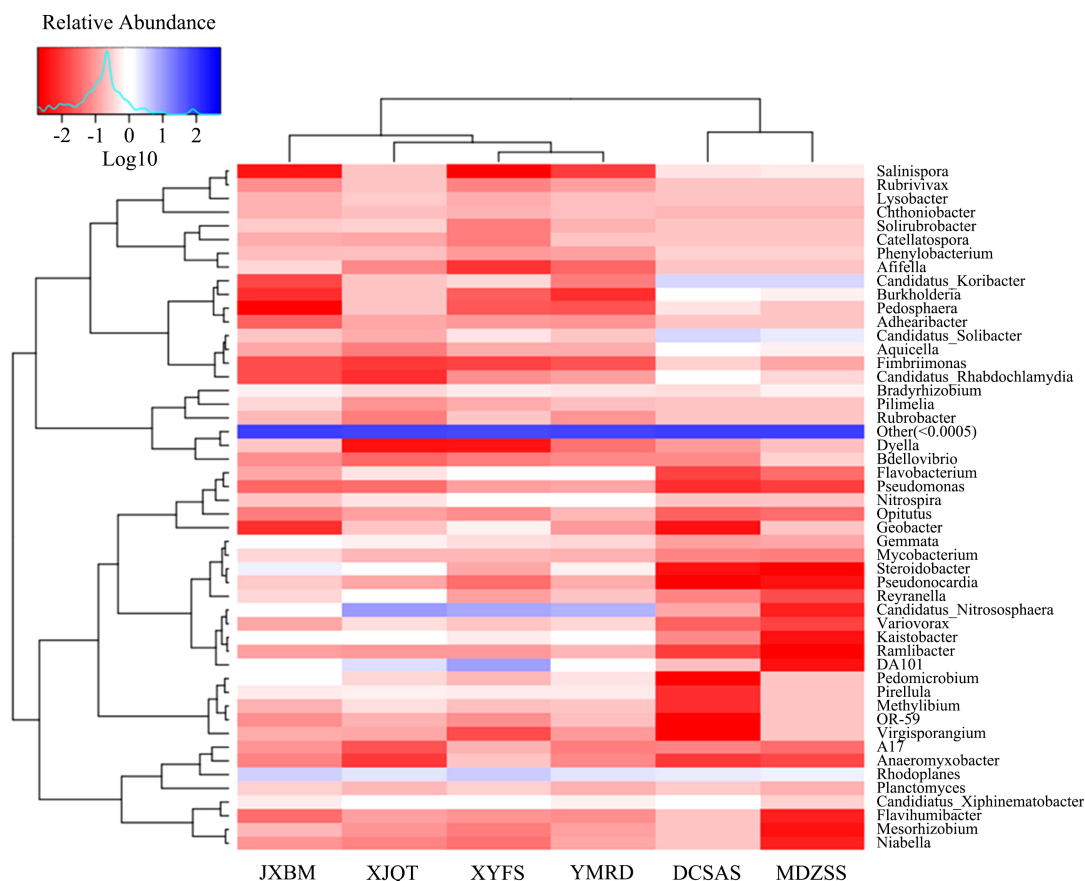 Relative Abundance
-2 -1 0 1 2
Log10
Salinispora
Rubrivivax
Lysobacter
Chthoniobacter
Solirubrobacter
Catellatospora
Phenylobacterium
Afifella
Candidatus_Koribacter
Burkholderia
Pedosphaera
Adhearibacter
Candidatus_Solibacter
Aquicella
Fimbriimonas
Candidatus_Rhabdochlamydia
Bradyrhizobium
Pilimelia
Rubrobacter
Other(<0.0005)
Dyella
Bdellovibrio
Flavobacterium
Pseudomonas
Nitrospira
Opitutus
Geobacter
Gemmata
Mycobacterium
Steroidobacter
Pseudonocardia
Reyranella
Candidatus_Nitrososphaera
Variovorax
Kaistobacter
Ramlibacter
DA101
Pedomicrobium
Pirellula
Methylibium
OR-59
Virgisporangium
A17
Anaeromyxobacter
Rhodoplanes
Planctomyces
Candidiatus_Xiphinematobacter
Flavihumibacter
Mesorhizobium
Niabella
JXBM XJQT XYFS YMRD DCSAS MDZSS